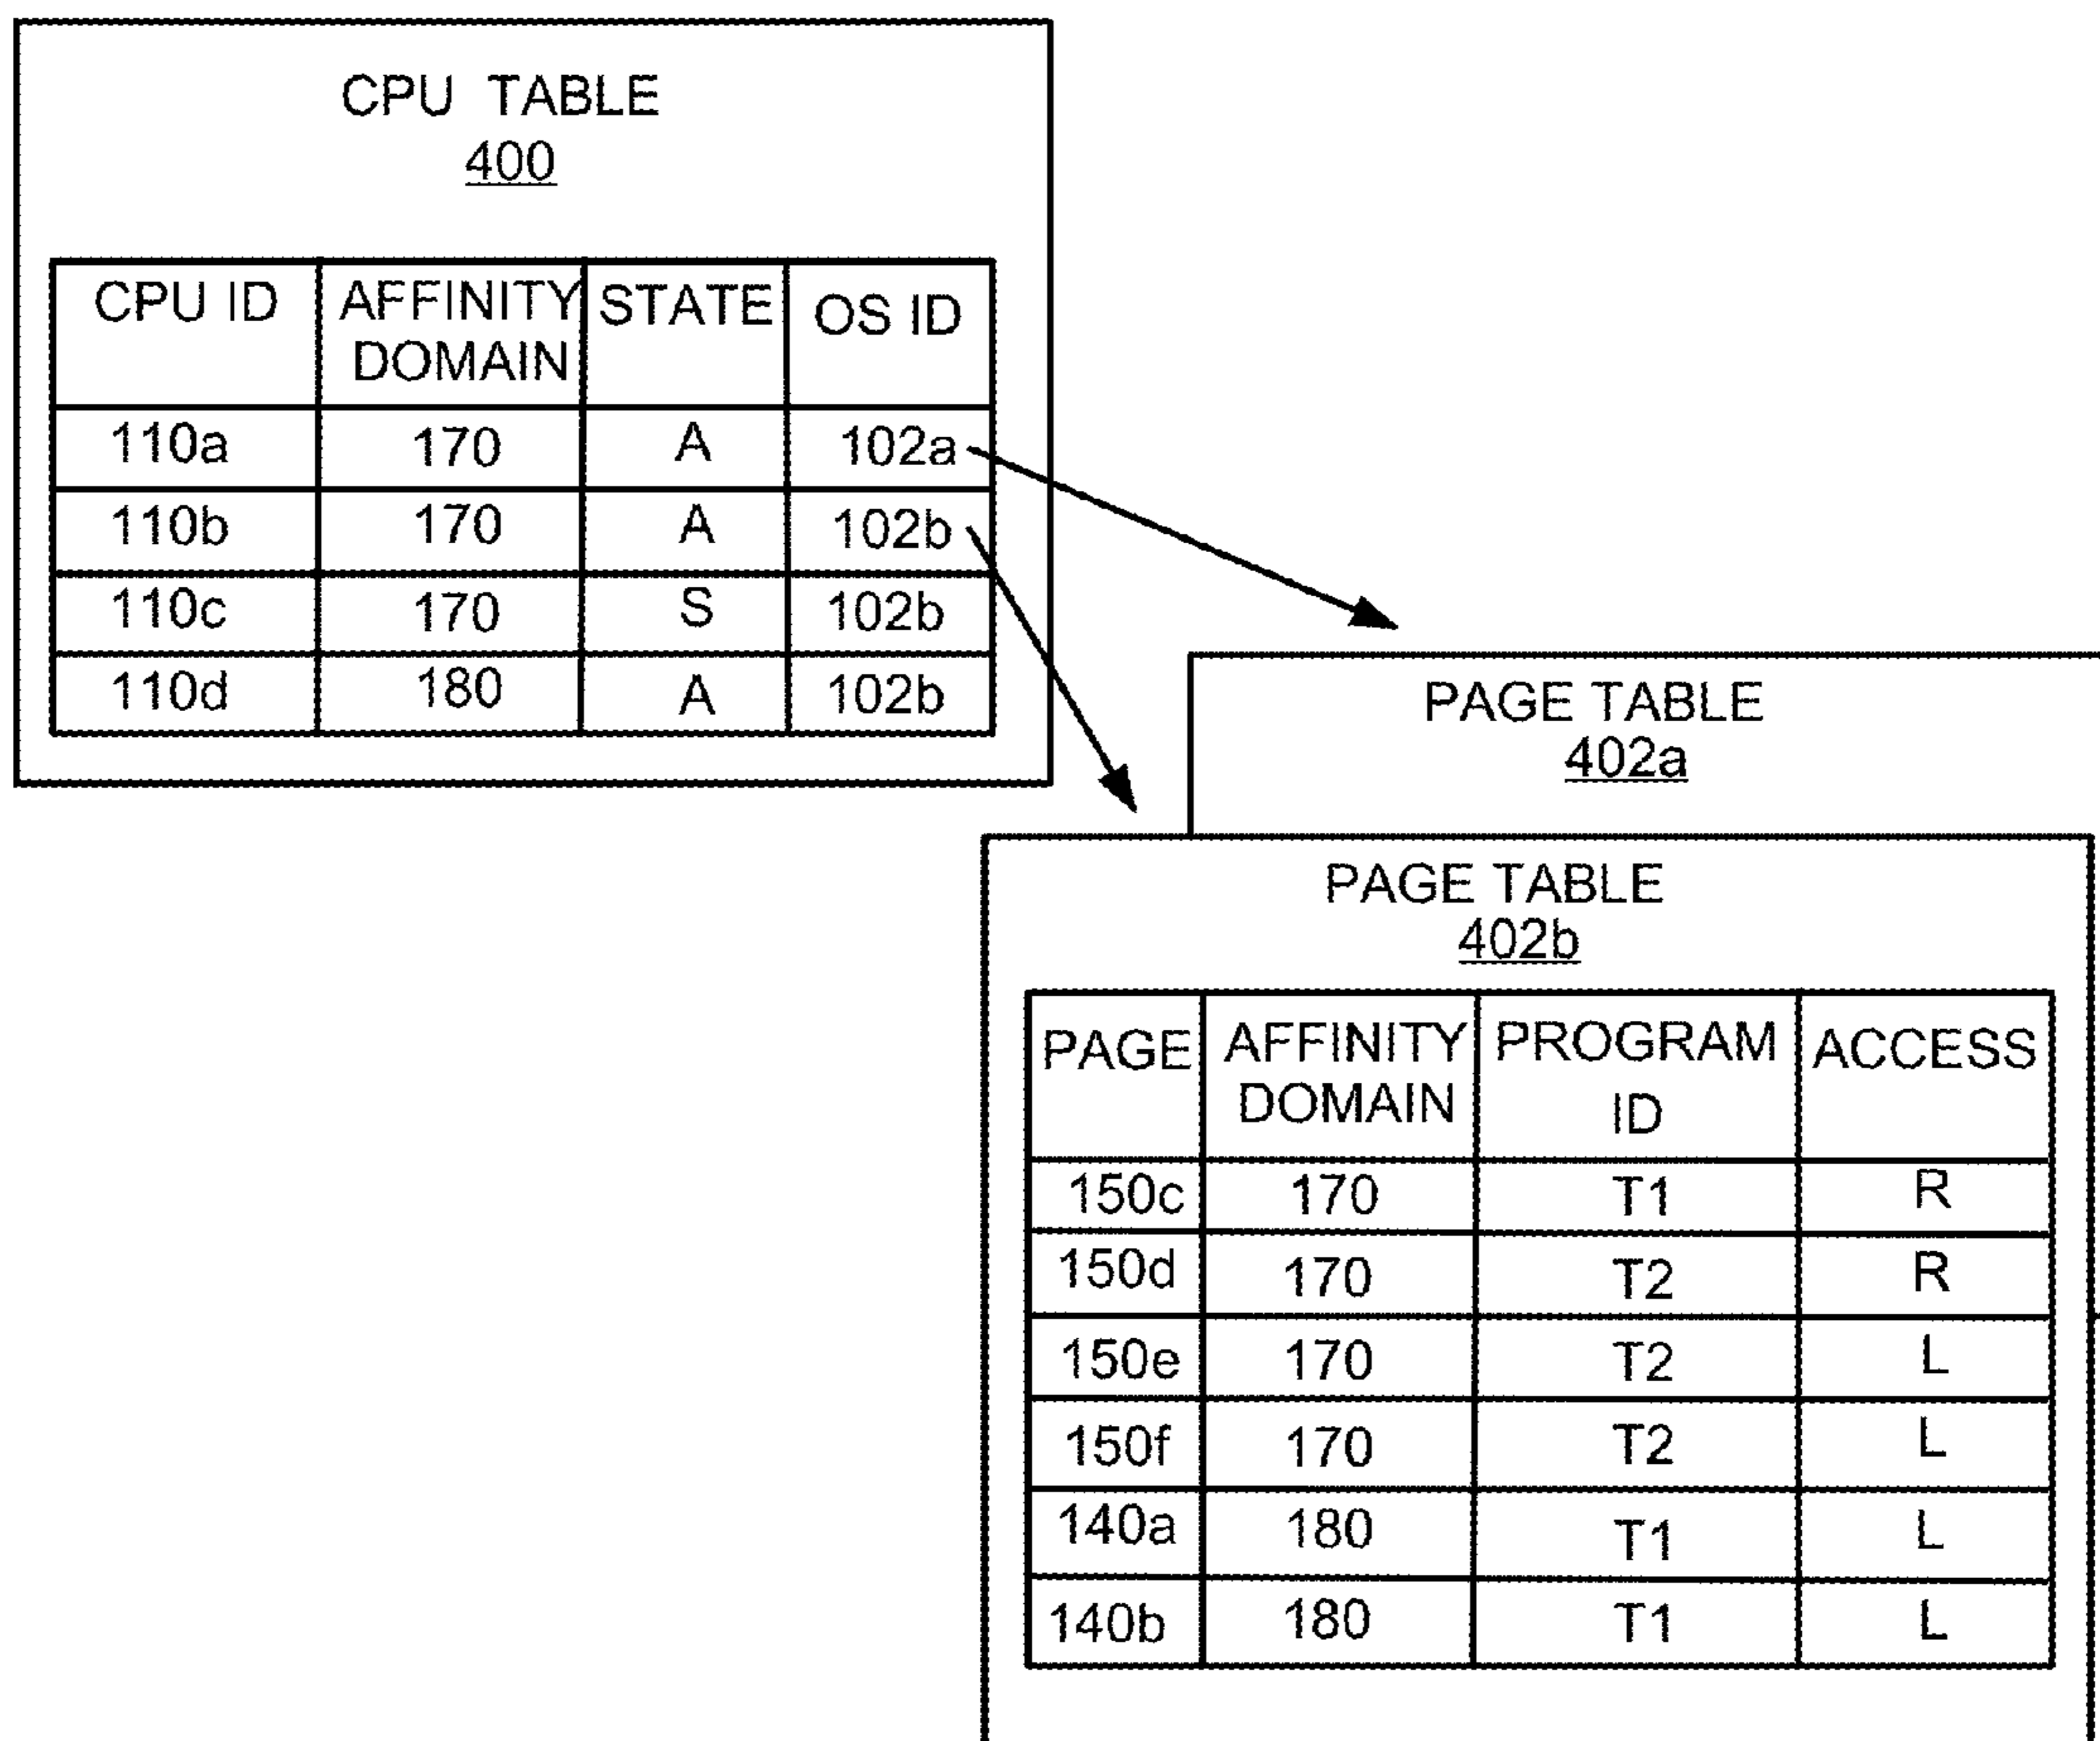 CPU TABLE
400
CPU ID AFFINITY DOMAIN STATE OS ID
110a 170 A 102a
110b 170 A 102b
110c 170 S 102b
110d 180 A 102b
PAGE TABLE
402a
PAGE TABLE
402b
PAGE AFFINITY DOMAIN PROGRAM ID ACCESS
150c 170 T1 R
150d 170 T2 R
150e 170 T2 L
150f 170 T2 L
140a 180 T1 L
140b 180 T1 L